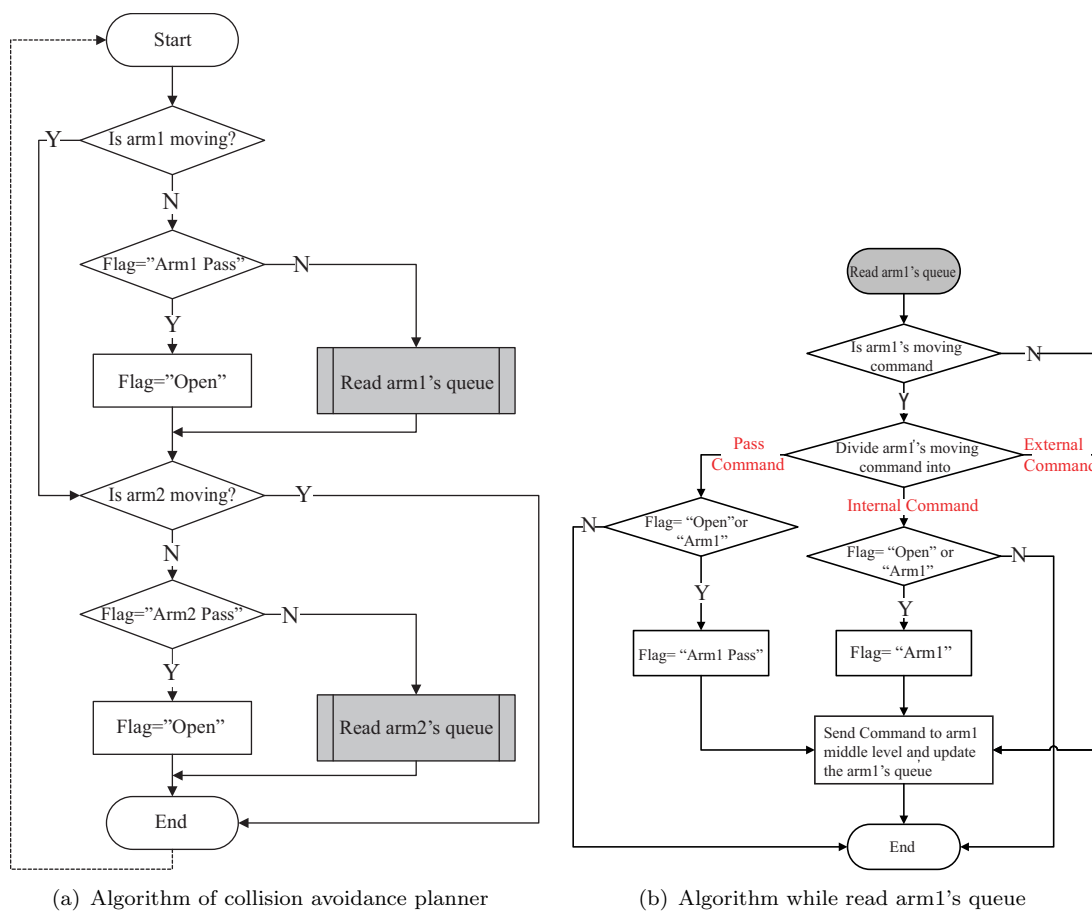 Start
Y
Is arm1 moving?
N
Flag=”Arm1 Pass”
N
Y
Flag=”Open”
Read arm1’s queue
Is arm2 moving?
Y
N
Flag=”Arm2 Pass”
N
Y
Flag=”Open”
Read arm2’s queue
End
(a) Algorithm of collision avoidance planner
Read arm1’s queue
Is arm1’s moving
command
N
Y
Pass
Command
Divide arm1’s moving
command into
External
Command
Internal Command
N
Flag= “Open”or
“Arm1”
Flag= “Open” or
“Arm1”
N
Y
Y
Flag= “Arm1 Pass”
Flag= “Arm1”
Send Command to arm1
middle level and update
the arm1’s queue
End
(b) Algorithm while read arm1’s queue